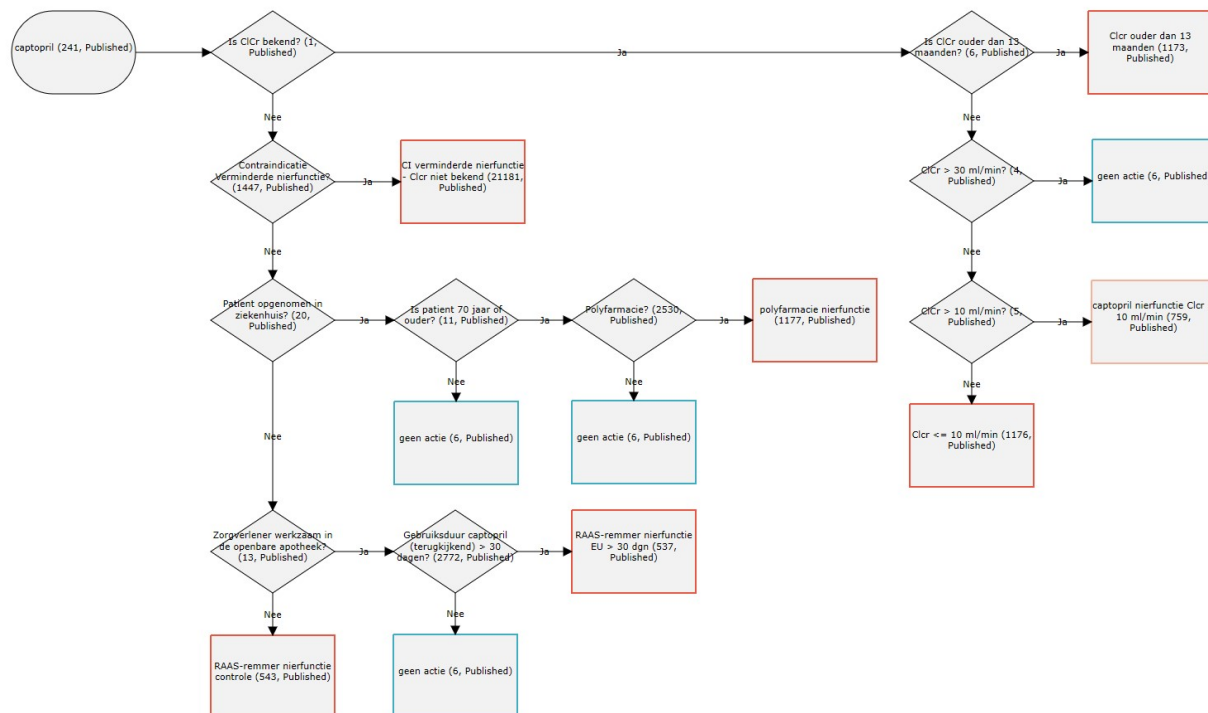 captopril (241, Published)
Is ClCr bekend? (1,
Published)
Ja
Is ClCr ouder dan 13
maanden? (6, Published)
Ja
Clcr ouder dan 13
maanden (1173,
Published)
Nee
Nee
Contraindicatie
Verminderde nierfunctie?
(1447, Published)
Ja
CI verminderde nierfunctie
- Clcr niet bekend (21181,
Published)
ClCr > 30 ml/min? (4,
Published)
Ja
geen actie (6, Published)
Nee
Nee
Patient opgenomen in
ziekenhuis? (20,
Published)
Ja
Is patient 70 jaar of
ouder? (11, Published)
Ja
Polyfarmacie? (2530,
Published)
Ja
polyfarmacie nierfunctie
(1177, Published)
ClCr > 10 ml/min? (5,
Published)
Ja
captopril nierfunctie Clcr
10 ml/min (759,
Published)
Nee
Nee
Nee
Nee
geen actie (6, Published)
geen actie (6, Published)
Clcr <= 10 ml/min (1176,
Published)
Zorgverlener werkzaam in
de openbare apotheek?
(13, Published)
Ja
Gebruiksduur captopril
(terugkijkend) > 30
dagen? (2772, Published)
Ja
RAAS-remmer nierfunctie
EU > 30 dgn (537,
Published)
Nee
Nee
RAAS-remmer nierfunctie
controle (543, Published)
geen actie (6, Published)